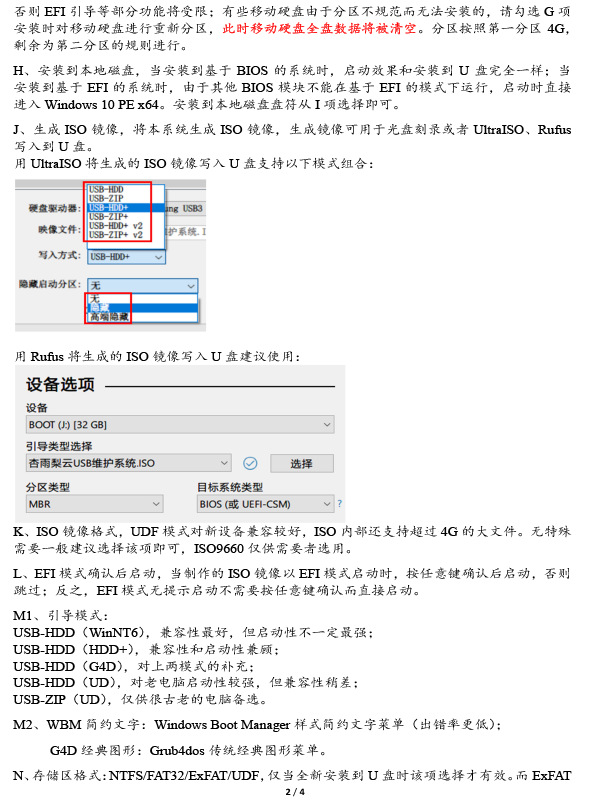 否则 EFI 引导等部分功能将受限；有些移动硬盘由于分区不规范而无法安装的，请勾选 G 项
安装时对移动硬盘进行重新分区，此时移动硬盘全盘数据将被清空。分区按照第一分区 4G，
剩余为第二分区的规则进行。
H、安装到本地磁盘，当安装到基于 BIOS 的系统时，启动效果和安装到 U 盘完全一样；当
安装到基于 EFI 的系统时，由于其他 BIOS 模块不能在基于 EFI 的模式下运行，启动时直接
进入 Windows 10 PE x64。安装到本地磁盘盘符从 I 项选择即可。
J、生成 ISO 镜像，将本系统生成 ISO 镜像，生成镜像可用于光盘刻录或者 UltraISO、Rufus
写入到 U 盘。
用 UltraISO 将生成的 ISO 镜像写入 U 盘支持以下模式组合：
USB-HDD
USB-ZIP
硬盘驱动器： USB-HDD+ ung USB3
USB-ZIP+
映像文件： USB-HDD+ v2 护系统.I
USB-ZIP+ v2
写入方式： USB-HDD+
隐藏启动分区： 无
无
隐藏
高端隐藏
用 Rufus 将生成的 ISO 镜像写入 U 盘建议使用：
设备选项
设备
BOOT (J:) [32 GB]
引导类型选择
杏雨梨云USB维护系统.ISO 选择
分区类型 目标系统类型
MBR BIOS (或 UEFI-CSM) ?
K、ISO 镜像格式，UDF 模式对新设备兼容较好，ISO 内部还支持超过 4G 的大文件。无特殊
需要一般建议选择该项即可，ISO9660 仅供需要者选用。
L、EFI 模式确认后启动，当制作的 ISO 镜像以 EFI 模式启动时，按任意键确认后启动，否则
跳过；反之，EFI 模式无提示启动不需要按任意键确认而直接启动。
M1、引导模式：
USB-HDD（WinNT6），兼容性最好，但启动性不一定最强；
USB-HDD（HDD+），兼容性和启动性兼顾；
USB-HDD（G4D），对上两模式的补充；
USB-HDD（UD），对老电脑启动性较强，但兼容性稍差；
USB-ZIP（UD），仅供很古老的电脑备选。
M2、WBM 简约文字：Windows Boot Manager 样式简约文字菜单（出错率更低）；
G4D 经典图形：Grub4dos 传统经典图形菜单。
N、存储区格式：NTFS/FAT32/ExFAT/UDF，仅当全新安装到 U 盘时该项选择才有效。而 ExFAT
2 / 4